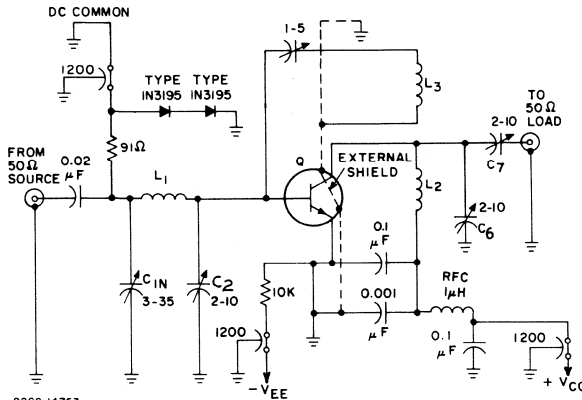 DC COMMON
1200
TYPE
1N3195
TYPE
1N3195
1-5
L3
TO
50Ω
LOAD
FROM
50Ω
SOURCE
0.02
μF
91Ω
L1
Q
EXTERNAL
SHIELD
2-10
C7
L2
2-10
C6
CIN
3-35
C2
2-10
10K
0.1
μF
0.001
μF
RFC
1μH
0.1
μF
1200
1200
-VEE
+ VCC